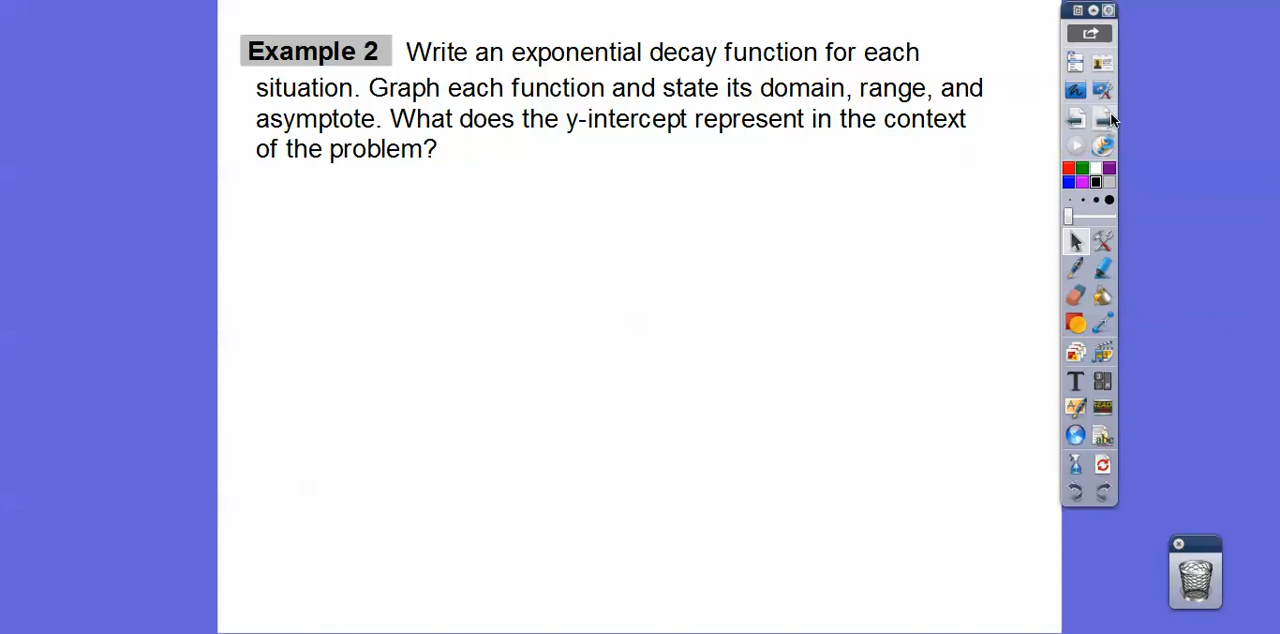 Example 2 Write an exponential decay function for each
situation. Graph each function and state its domain, range, and
asymptote. What does the y-intercept represent in the context
of the problem?